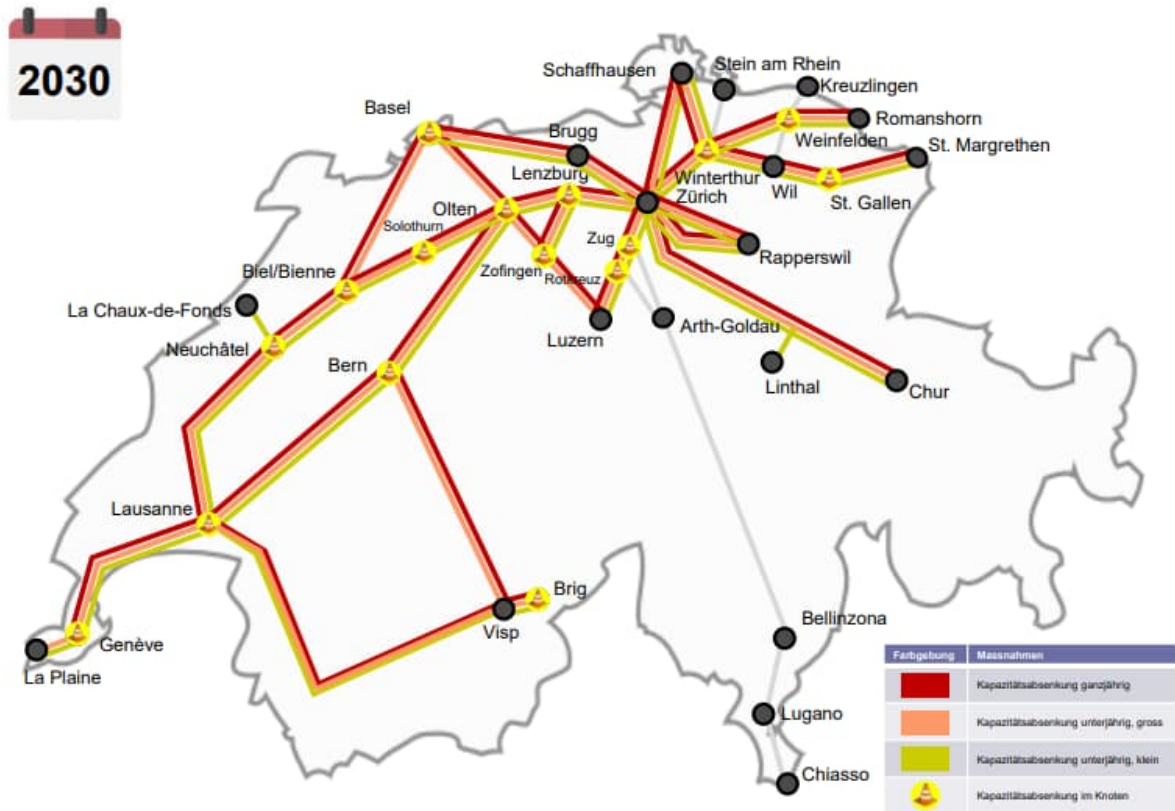 2030
Schaffhausen
Stein am Rhein
Kreuzlingen
Basel
Brugg
Romanshorn
Weinfelden
St. Margrethen
Lenzburg
Winterthur
Zürich
Wil
St. Gallen
Olten
Solothurn
Zug
Rapperswil
Biel/Bienne
Zofingen
Rotkreuz
La Chaux-de-Fonds
Arth-Goldau
Luzern
Neuchâtel
Bern
Linthal
Chur
Lausanne
Brig
Visp
Genève
La Plaine
Bellinzona
Lugano
Chiasso
Farbgebung Massnahmen
Kapazitätsabsenkung ganzjährig
Kapazitätsabsenkung unterjährig, gross
Kapazitätsabsenkung unterjährig, klein
Kapazitätsabsenkung im Knoten